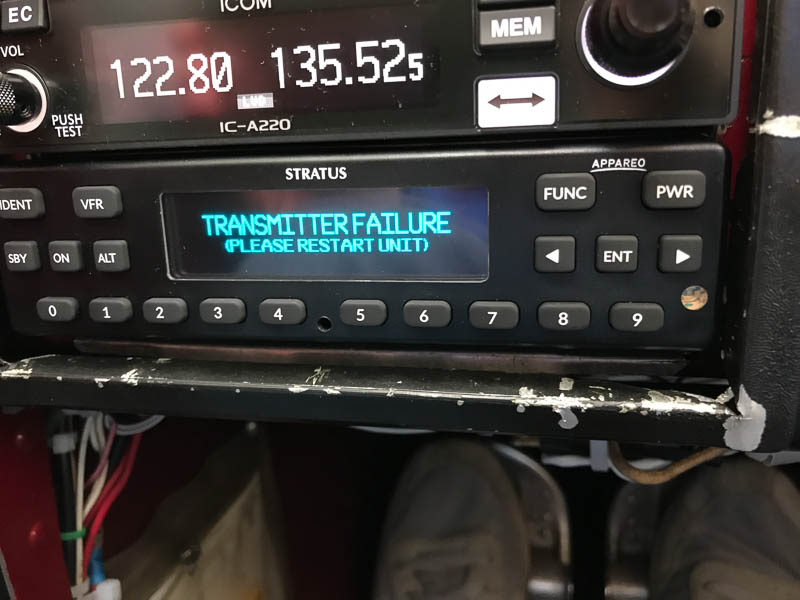 ICOM
EC
MEM
VOL
122.80 135.525
PUSH
TEST
IC-A220
STRATUS
APPAREO
IDENT VFR
FUNC PWR
TRANSMITTER FAILURE
(PLEASE RESTART UNIT)
SBY ON ALT
ENT
0 1 2 3 4 5 6 7 8 9